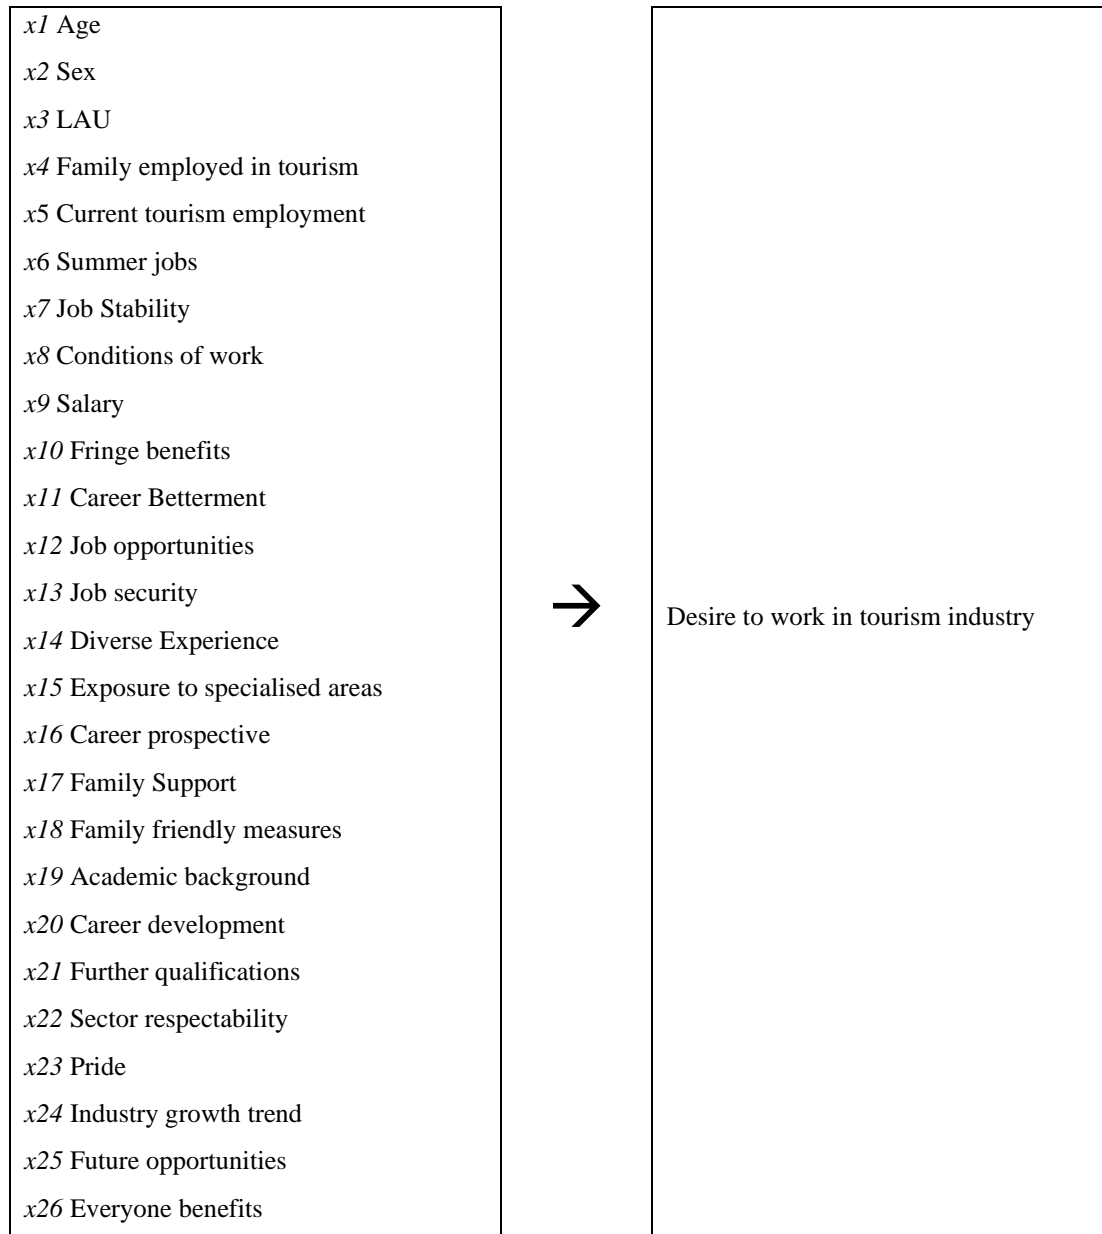 x1 Age
x2 Sex
x3 LAU
x4 Family employed in tourism
x5 Current tourism employment
x6 Summer jobs
x7 Job Stability
x8 Conditions of work
x9 Salary
x10 Fringe benefits
x11 Career Betterment
x12 Job opportunities
x13 Job security
x14 Diverse Experience
x15 Exposure to specialised areas
x16 Career prospective
x17 Family Support
x18 Family friendly measures
x19 Academic background
x20 Career development
x21 Further qualifications
x22 Sector respectability
x23 Pride
x24 Industry growth trend
x25 Future opportunities
x26 Everyone benefits
→
Desire to work in tourism industry